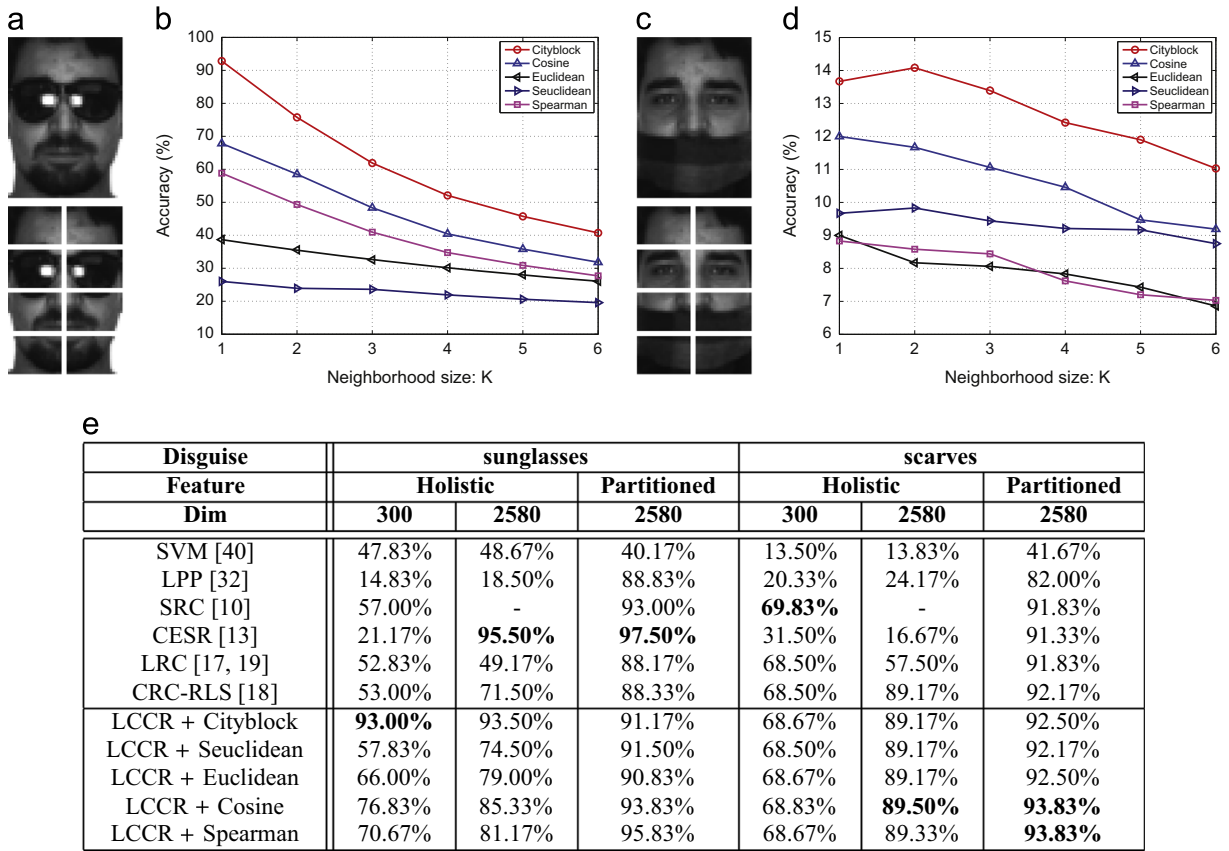 a
b
c
d
100
90
80
70
60
50
40
30
20
10
1 2 3 4 5 6
Accuracy (%)
Neighborhood size: K
Cityblock
Cosine
Euclidean
Seuclidean
Spearman
15
14
13
12
11
10
9
8
7
6
1 2 3 4 5 6
Accuracy (%)
Neighborhood size: K
Cityblock
Cosine
Euclidean
Seuclidean
Spearman
e
Disguise sunglasses scarves
Feature Holistic Partitioned Holistic Partitioned
Dim 300 2580 2580 300 2580 2580
SVM [40] 47.83% 48.67% 40.17% 13.50% 13.83% 41.67%
LPP [32] 14.83% 18.50% 88.83% 20.33% 24.17% 82.00%
SRC [10] 57.00% - 93.00% 69.83% - 91.83%
CESR [13] 21.17% 95.50% 97.50% 31.50% 16.67% 91.33%
LRC [17, 19] 52.83% 49.17% 88.17% 68.50% 57.50% 91.83%
CRC-RLS [18] 53.00% 71.50% 88.33% 68.50% 89.17% 92.17%
LCCR + Cityblock 93.00% 93.50% 91.17% 68.67% 89.17% 92.50%
LCCR + Seuclidean 57.83% 74.50% 91.50% 68.50% 89.17% 92.17%
LCCR + Euclidean 66.00% 79.00% 90.83% 68.67% 89.17% 92.50%
LCCR + Cosine 76.83% 85.33% 93.83% 68.83% 89.50% 93.83%
LCCR + Spearman 70.67% 81.17% 95.83% 68.67% 89.33% 93.83%